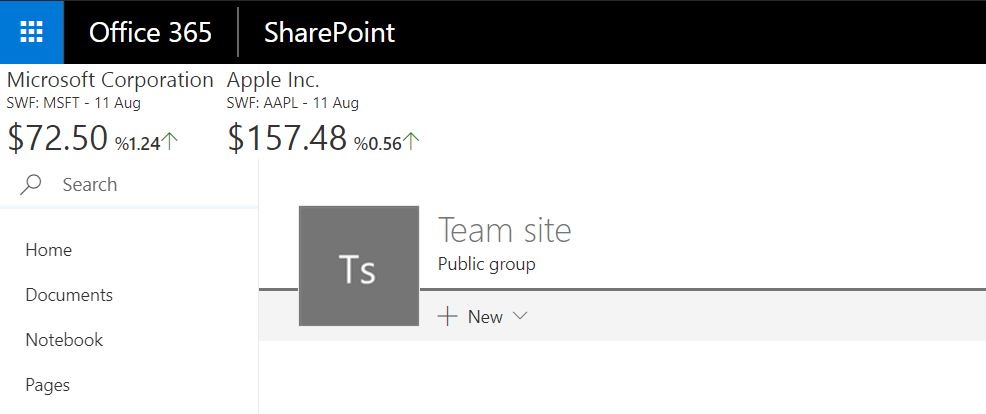 Office 365 SharePoint
Microsoft Corporation Apple Inc.
SWF: MSFT - 11 Aug SWF: AAPL - 11 Aug
$72.50 %1.24 $157.48 %0.56
Search
Ts
Team site
Public group
New
Home
Documents
Notebook
Pages